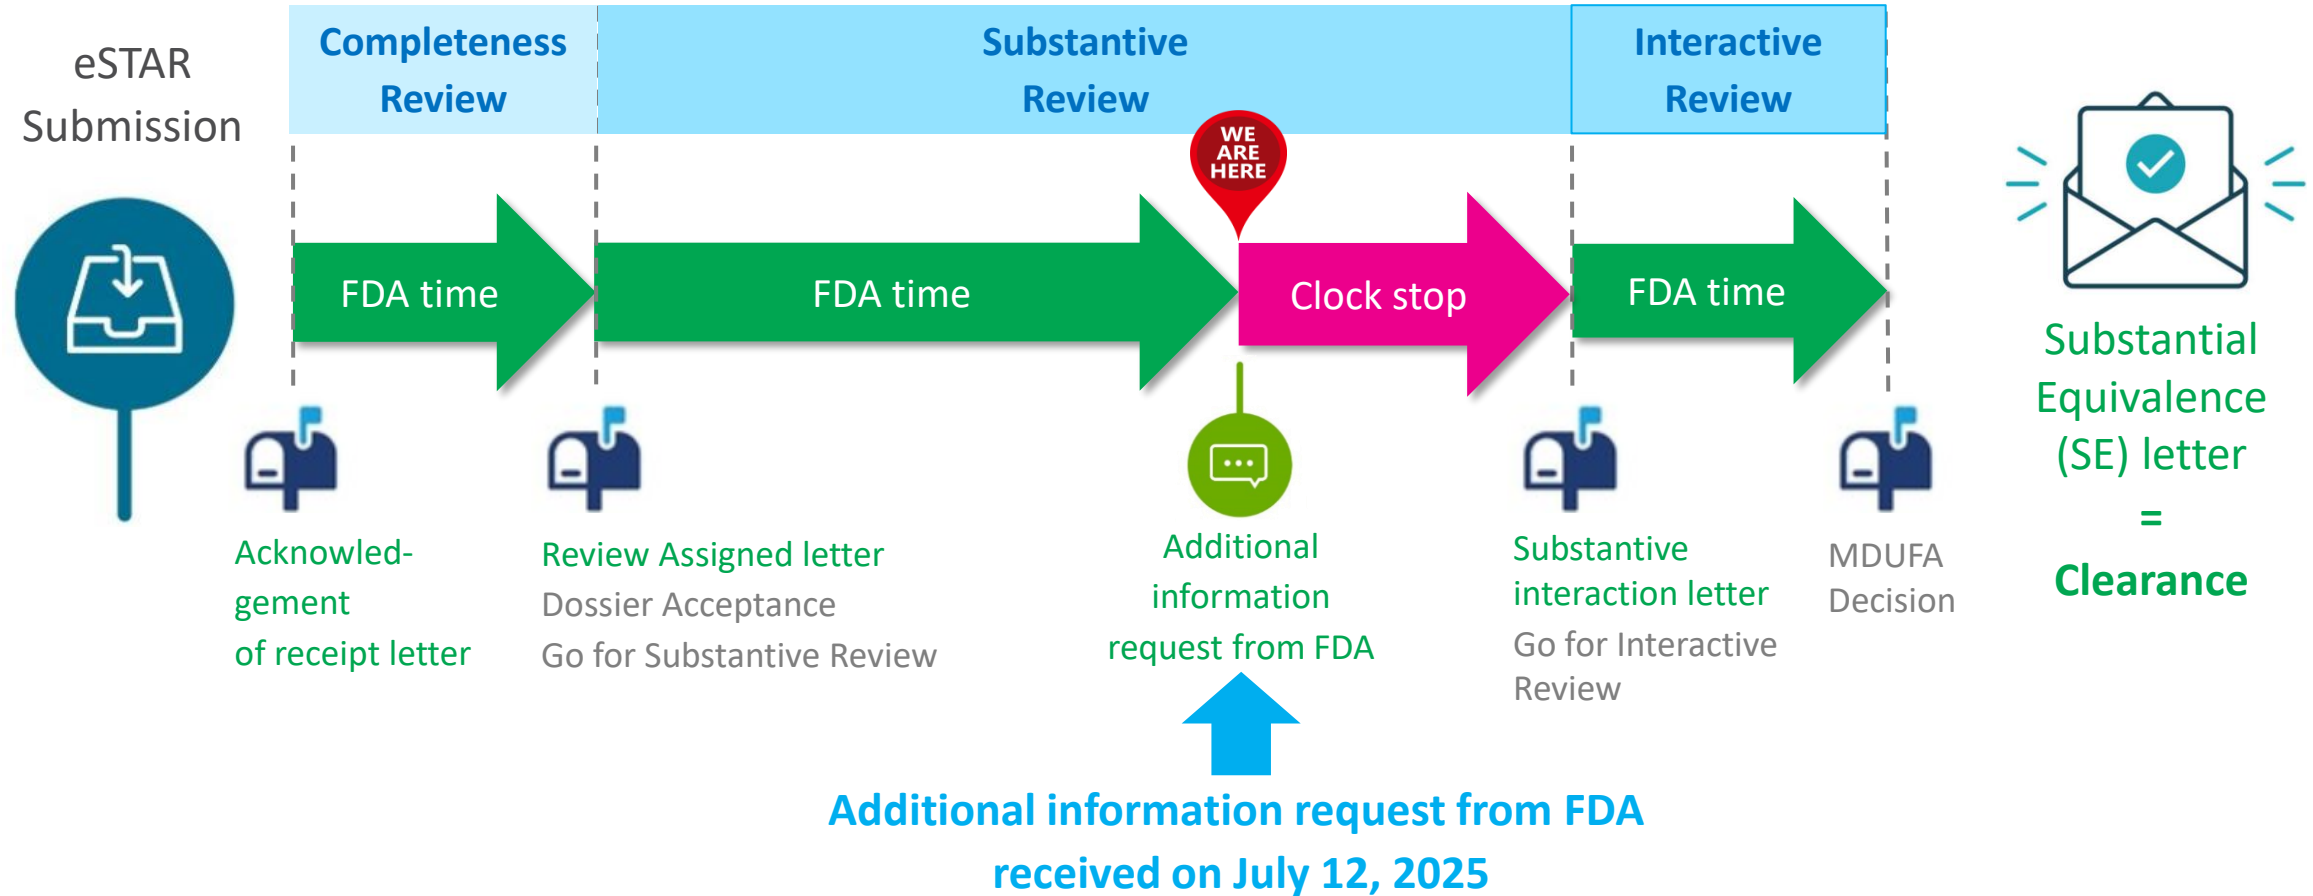 eSTAR
Submission
Completeness
Review
Substantive
Review
Interactive
Review
WE
ARE
HERE
FDA time
FDA time
Clock stop
FDA time
Acknowled-
gement
of receipt letter
Review Assigned letter
Dossier Acceptance
Go for Substantive Review
Additional
information
request from FDA
Substantive
interaction letter
Go for Interactive
Review
MDUFA
Decision
Substantial
Equivalence
(SE) letter
=
Clearance
Additional information request from FDA
received on July 12, 2025